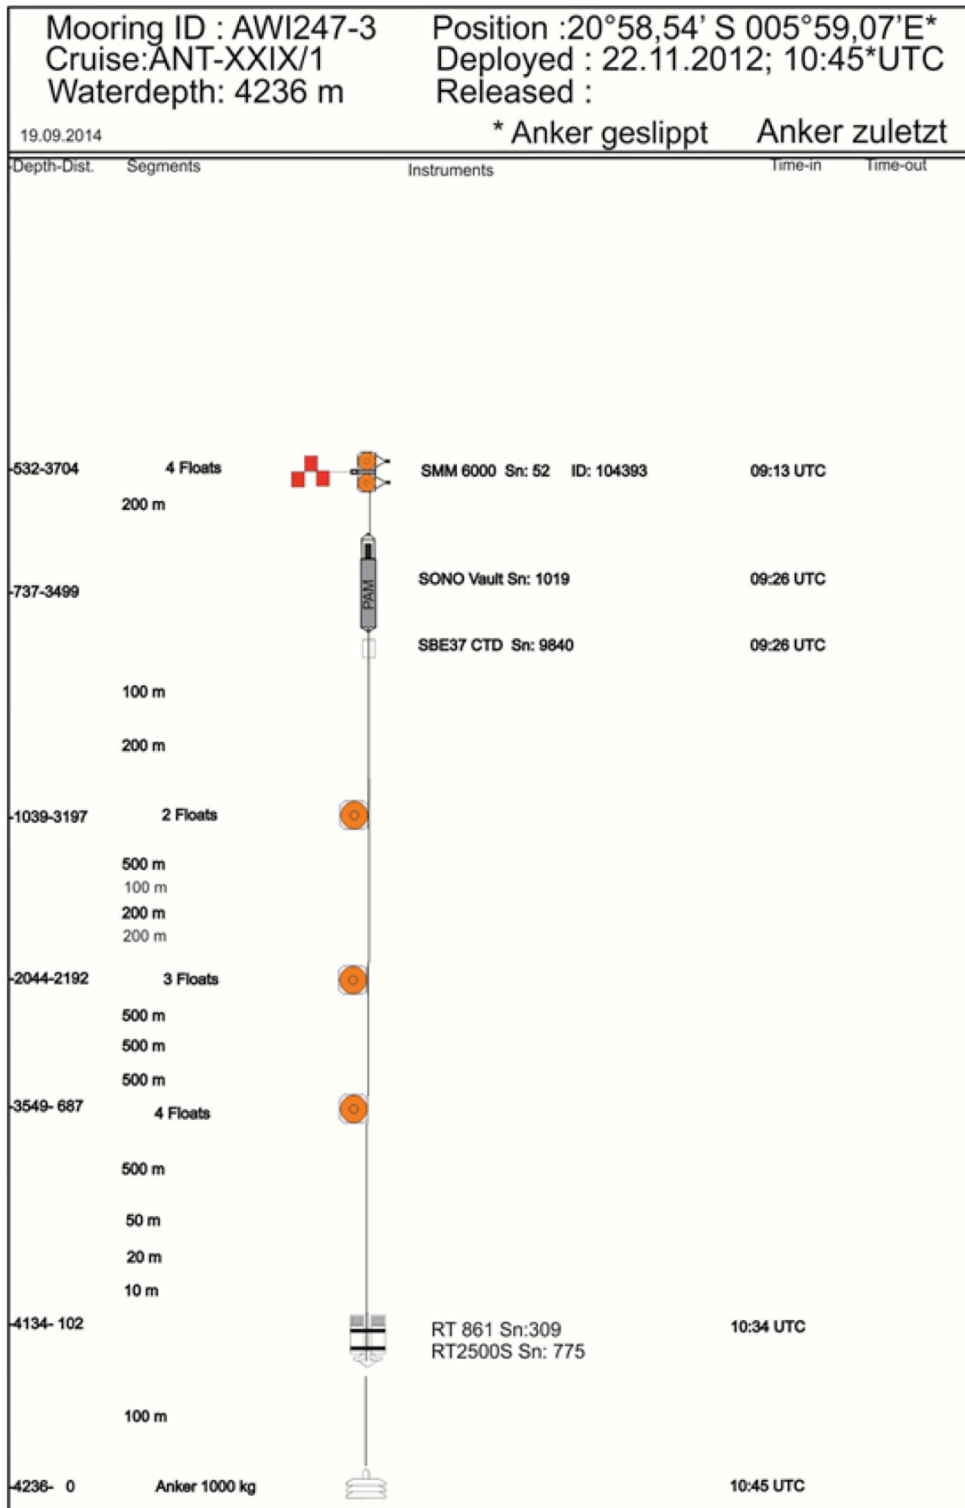 Mooring ID : AWI247-3 Position :20°58,54’ S 005°59,07’E*
Cruise:ANT-XXIX/1 Deployed : 22.11.2012; 10:45*UTC
Waterdepth: 4236 m Released :
19.09.2014 * Anker geslippt Anker zuletzt
-Depth-Dist. Segments Instruments Time-in Time-out
-532-3704 4 Floats SMM 6000 Sn: 52 ID: 104393 09:13 UTC
200 m
-737-3499 PAM SONO Vault Sn: 1019 09:26 UTC
SBE37 CTD Sn: 9840 09:26 UTC
100 m
200 m
-1039-3197 2 Floats
500 m
100 m
200 m
200 m
-2044-2192 3 Floats
500 m
500 m
500 m
-3549- 687 4 Floats
500 m
50 m
20 m
10 m
-4134- 102 RT 861 Sn:309 10:34 UTC
RT2500S Sn: 775
100 m
-4236- 0 Anker 1000 kg 10:45 UTC